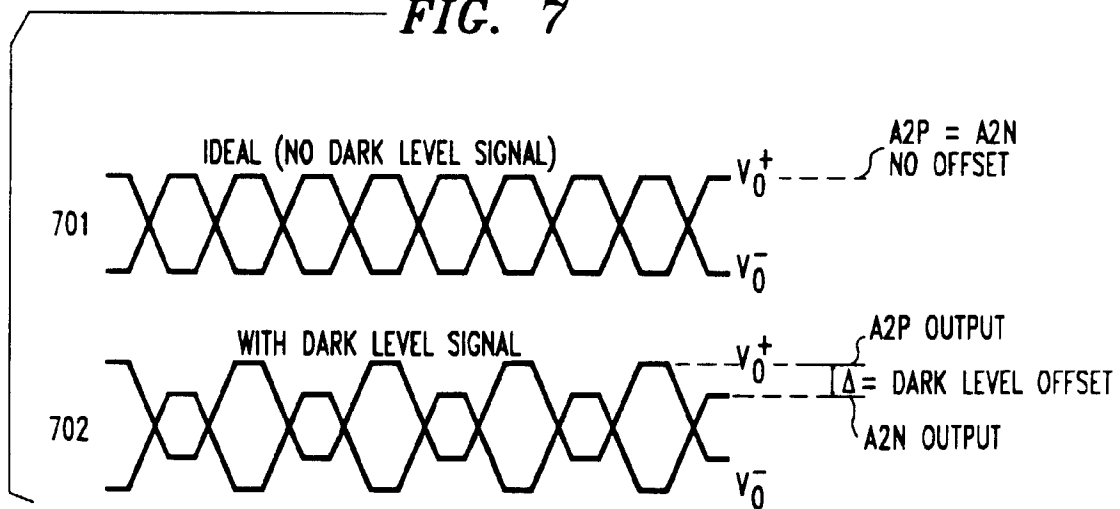 FIG. 7
IDEAL (NO DARK LEVEL SIGNAL)
A2P = A2N
NO OFFSET
V0+
701
V0-
WITH DARK LEVEL SIGNAL
A2P OUTPUT
V0+
Δ = DARK LEVEL OFFSET
702
A2N OUTPUT
V0-